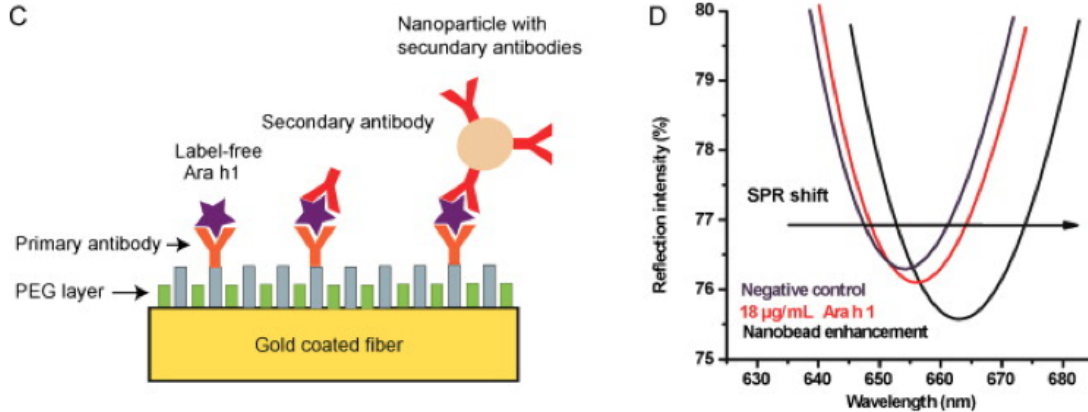 C
Nanoparticle with
secundary antibodies
Secondary antibody
Label-free
Ara h1
Primary antibody
PEG layer
Gold coated fiber
D
80
79
78
77
76
75
Reflection intensity (%)
SPR shift
Negative control
18 µg/mL Ara h 1
Nanobead enhancement
630 640 650 660 670 680
Wavelength (nm)